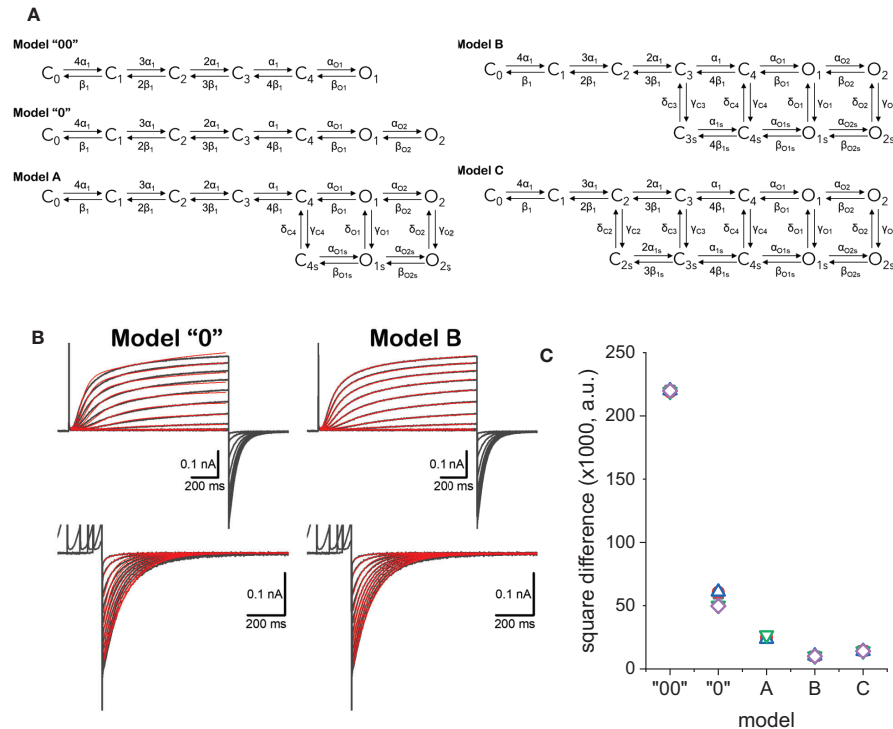 A
Model "00"
4α1 3α1 2α1 α1 αO1
C0 C1 C2 C3 C4 O1
β1 2β1 3β1 4β1 βO1
Model "0"
4α1 3α1 2α1 α1 αO1 αO2
C0 C1 C2 C3 C4 O1 O2
β1 2β1 3β1 4β1 βO1 βO2
Model A
4α1 3α1 2α1 α1 αO1 αO2
C0 C1 C2 C3 C4 O1 O2
β1 2β1 3β1 4β1 βO1 βO2
δC4 γC4 δO1 γO1 δO2 γO2
αO1s αO2s
C4s O1s O2s
βO1s βO2s
Model B
4α1 3α1 2α1 α1 αO1 αO2
C0 C1 C2 C3 C4 O1 O2
β1 2β1 3β1 4β1 βO1 βO2
δC3 γC3 δC4 γC4 δO1 γO1 δO2 γO
α1s αO1s αO2s
C3s C4s O1s O2s
4β1s βO1s βO2s
Model C
4α1 3α1 2α1 α1 αO1 αO2
C0 C1 C2 C3 C4 O1 O2
β1 2β1 3β1 4β1 βO1 βO2
δC2 γC2 δC3 γC3 δC4 γC4 δO1 γO1 δO2 γO
2α1s α1s αO1s αO2s
C2s C3s C4s O1s O2s
3β1s 4β1s βO1s βO2s
B
Model "0"
Model B
0.1 nA
200 ms
0.1 nA
200 ms
0.1 nA
200 ms
0.1 nA
200 ms
C
square difference (x1000, a.u.)
250
200
150
100
50
0
"00" "0" A B C
model